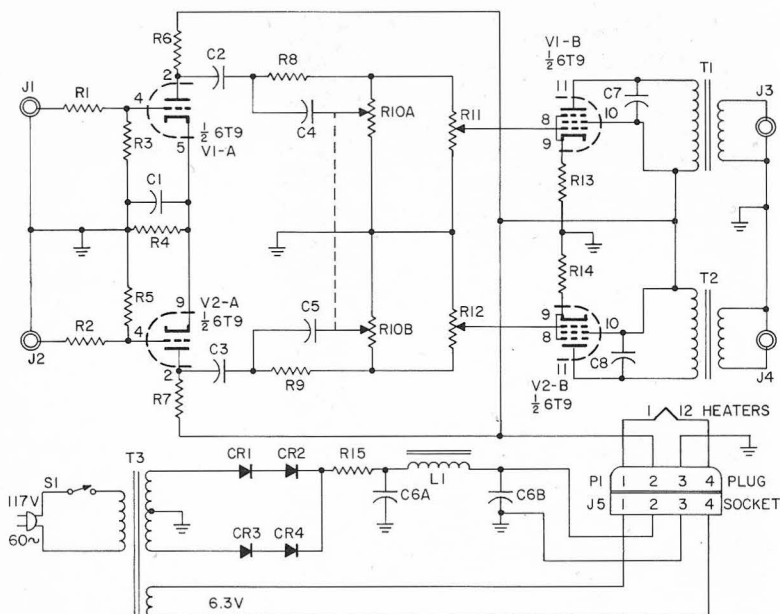 R6
J1
R1
4
2
C2
R8
C4
R10A
R11
R3
1/2 6T9
V1-A
5
C1
R4
V1-B
1/2 6T9
11
8
9
10
C7
T1
J3
R13
R14
R5
9
V2-A
1/2 6T9
4
R2
J2
2
R7
C3
C5
R9
R10B
R12
9
8
10
11
C8
V2-B
1/2 6T9
T2
J4
1 12 HEATERS
T3
S1
117V
60~
CR1
CR2
CR3
CR4
R15
C6A
L1
C6B
P1 1 2 3 4 PLUG
J5 1 2 3 4 SOCKET
6.3V